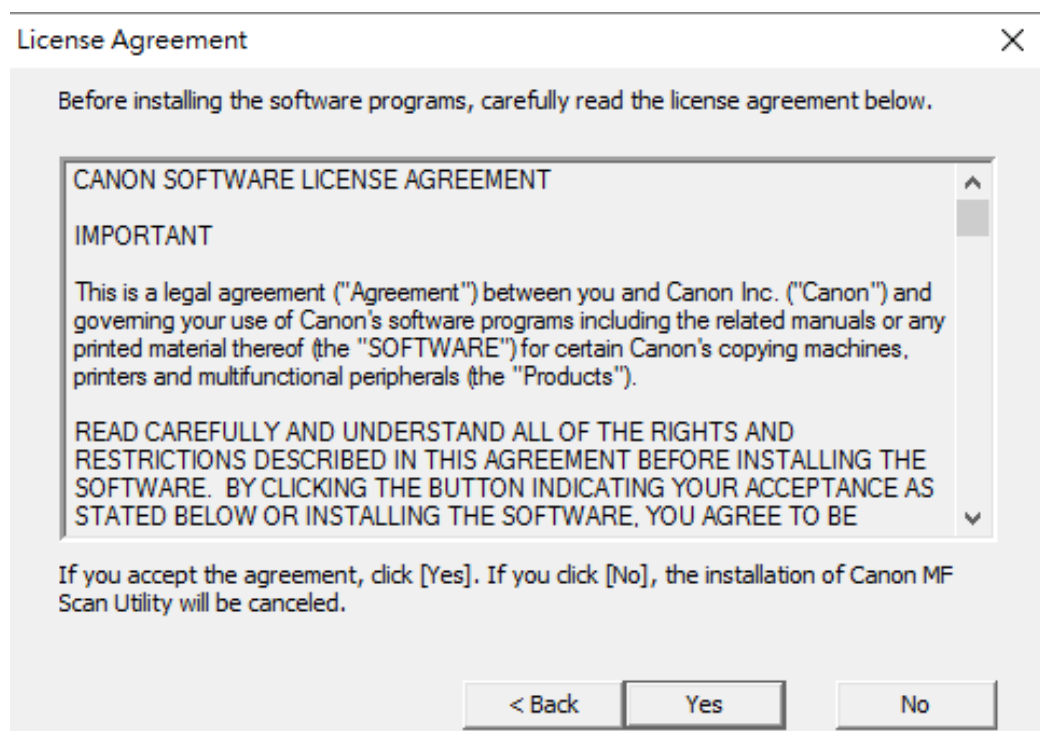 License Agreement
Before installing the software programs, carefully read the license agreement below.
CANON SOFTWARE LICENSE AGREEMENT
IMPORTANT
This is a legal agreement ("Agreement") between you and Canon Inc. ("Canon") and
governing your use of Canon's software programs including the related manuals or any
printed material thereof (the "SOFTWARE") for certain Canon's copying machines,
printers and multifunctional peripherals (the "Products").
READ CAREFULLY AND UNDERSTAND ALL OF THE RIGHTS AND
RESTRICTIONS DESCRIBED IN THIS AGREEMENT BEFORE INSTALLING THE
SOFTWARE.  BY CLICKING THE BUTTON INDICATING YOUR ACCEPTANCE AS
STATED BELOW OR INSTALLING THE SOFTWARE, YOU AGREE TO BE
If you accept the agreement, click [Yes]. If you click [No], the installation of Canon MF
Scan Utility will be canceled.
< Back
Yes
No